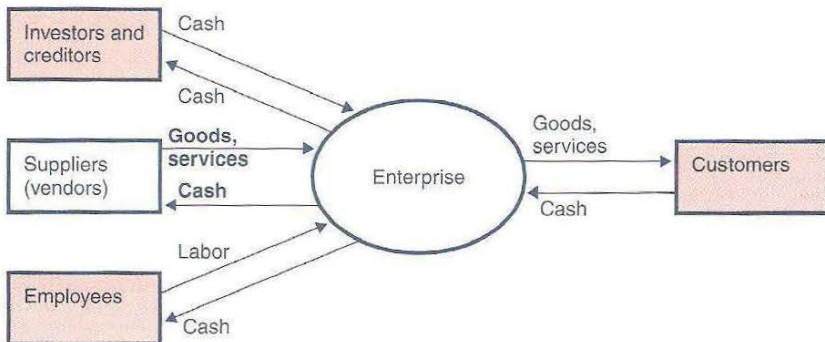 Investors and
creditors
Cash
Cash
Suppliers
(vendors)
Goods,
services
Cash
Employees
Labor
Cash
Enterprise
Goods,
services
Cash
Customers